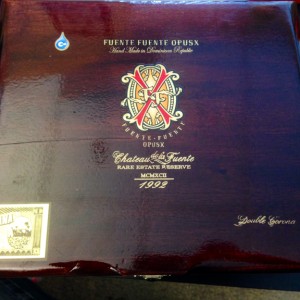 FUENTE FUENTE OPUSX
Hand Made in Dominican Republic
FUENTE-FUENTE
OPUSX
Chateau de la Fuente
RARE ESTATE RESERVE
MCMXCII
1992
Double Corona